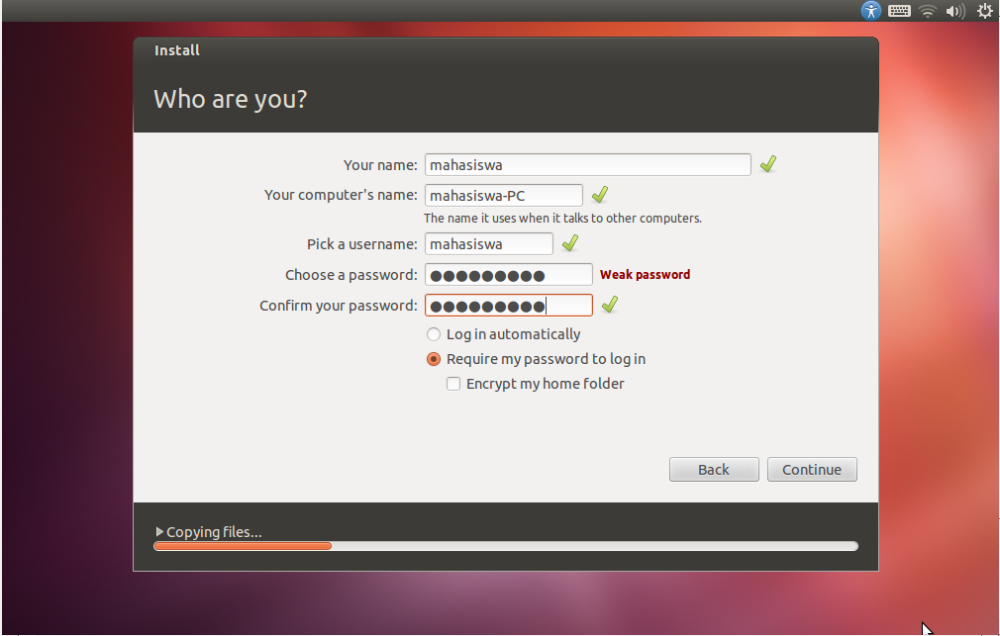 Install
Who are you?
Your name: mahasiswa
Your computer's name: mahasiswa-PC
The name it uses when it talks to other computers.
Pick a username: mahasiswa
Choose a password: ●●●●●●●●● Weak password
Confirm your password: ●●●●●●●●●
Log in automatically
Require my password to log in
Encrypt my home folder
Back Continue
Copying files...